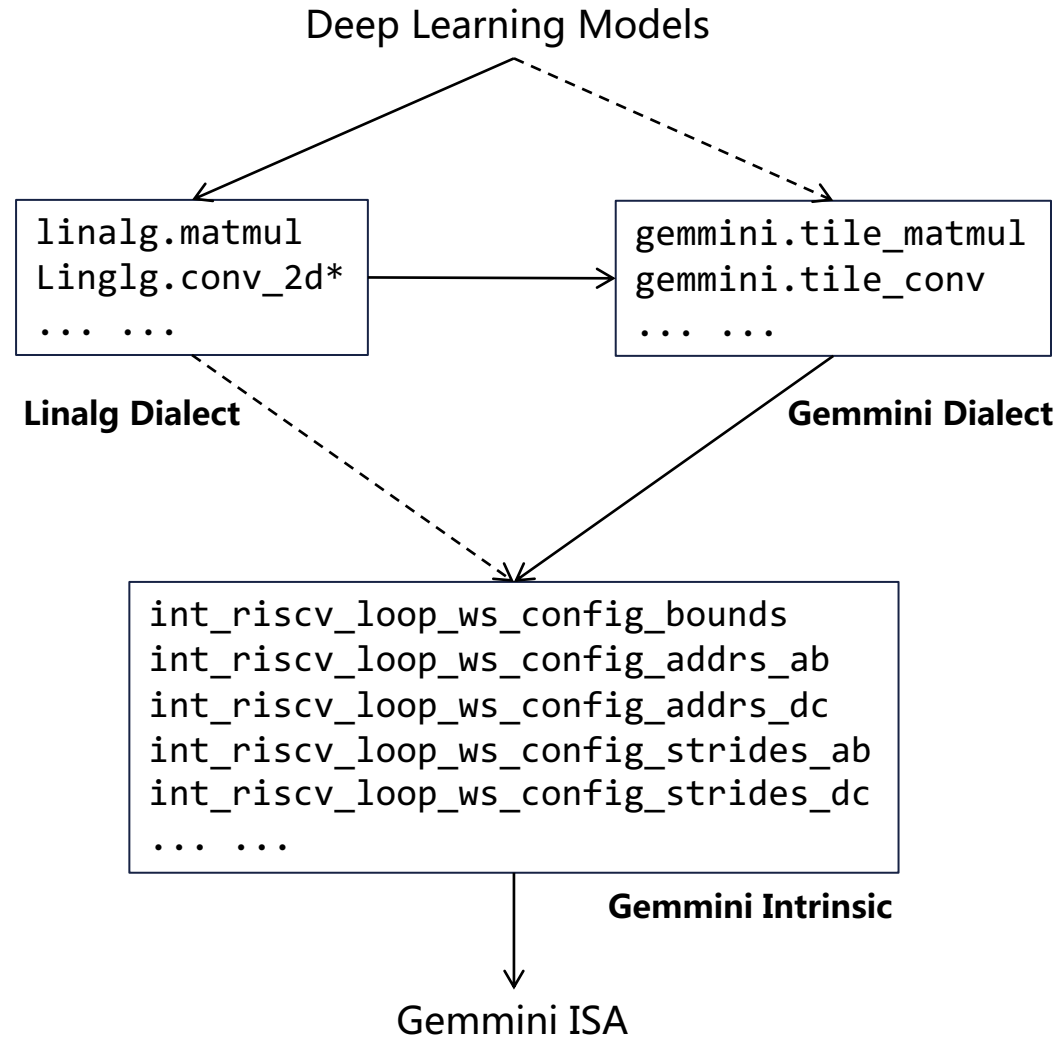 Deep Learning Models
linalg.matmul
Linglg.conv_2d*
... ...
Linalg Dialect
gemmini.tile_matmul
gemmini.tile_conv
... ...
Gemmini Dialect
int_riscv_loop_ws_config_bounds
int_riscv_loop_ws_config_addrs_ab
int_riscv_loop_ws_config_addrs_dc
int_riscv_loop_ws_config_strides_ab
int_riscv_loop_ws_config_strides_dc
... ...
Gemmini Intrinsic
Gemmini ISA